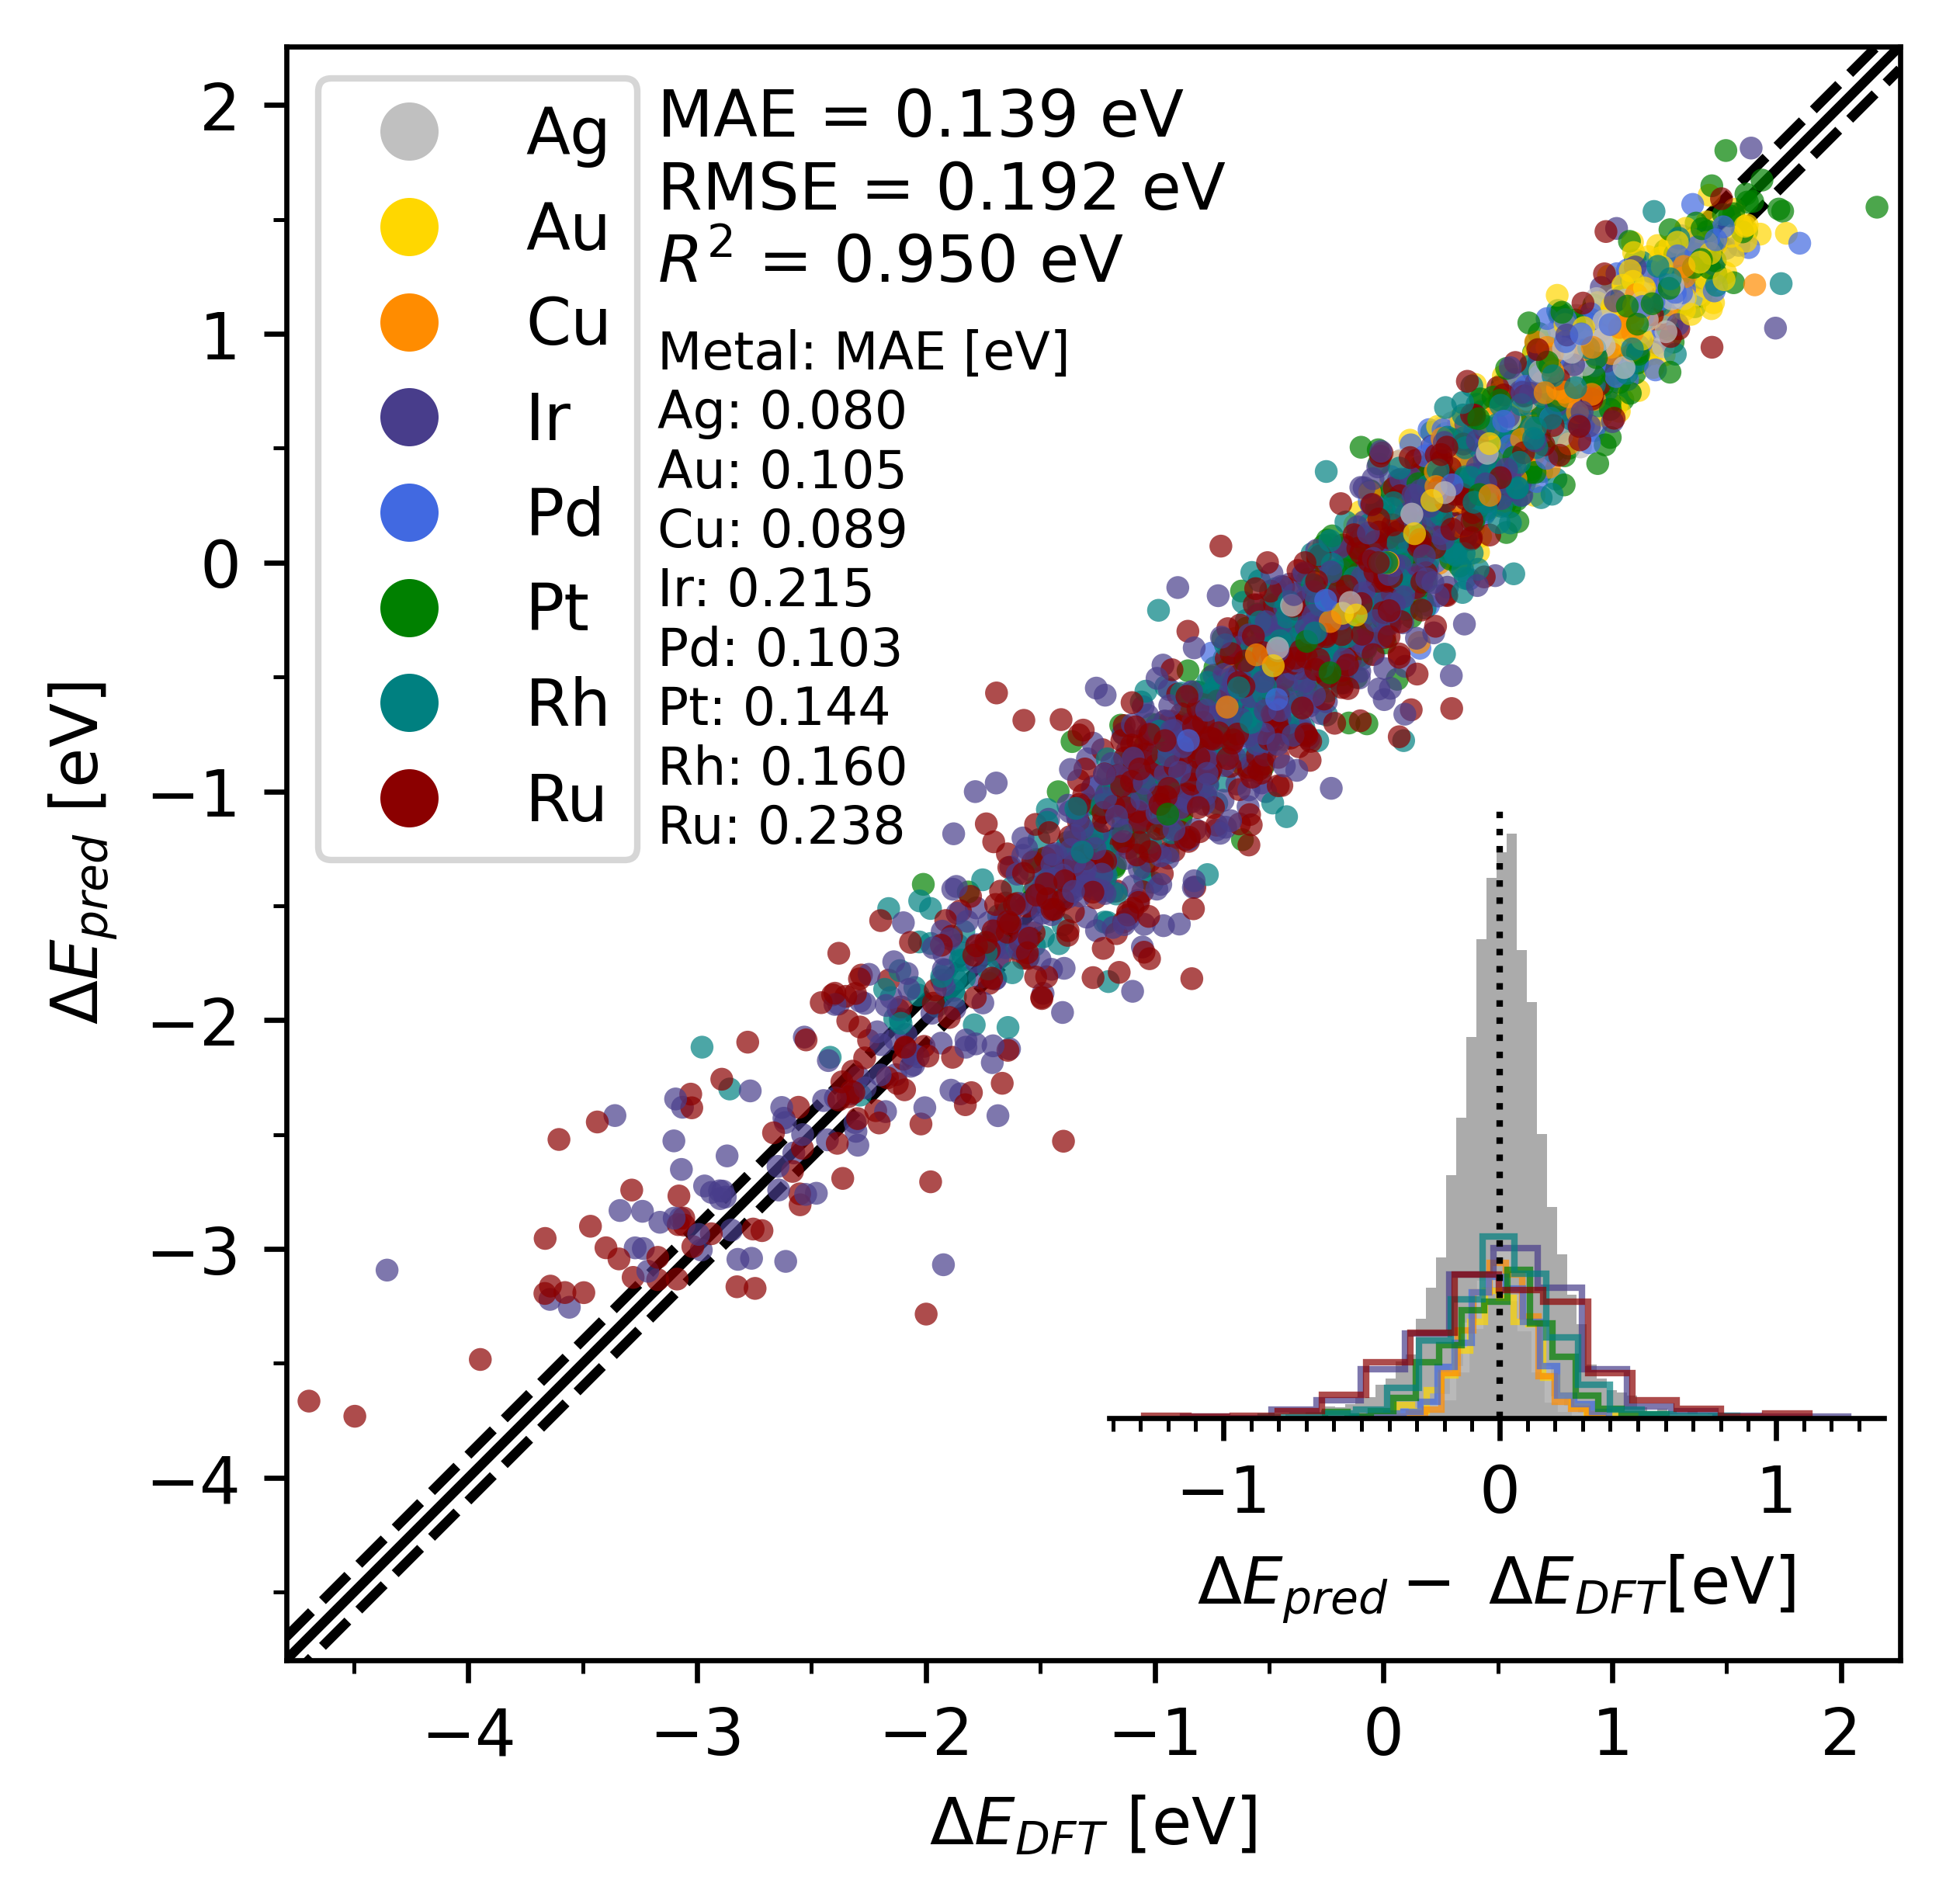 Ag
Au
Cu
Ir
Pd
Pt
Rh
Ru
MAE = 0.139 eV
RMSE = 0.192 eV
R² = 0.950 eV
Metal: MAE [eV]
Ag: 0.080
Au: 0.105
Cu: 0.089
Ir: 0.215
Pd: 0.103
Pt: 0.144
Rh: 0.160
Ru: 0.238
2
1
0
−1
−2
−3
−4
ΔE_pred [eV]
−1 0 1
ΔE_pred − ΔE_DFT[eV]
−4 −3 −2 −1 0 1 2
ΔE_DFT [eV]